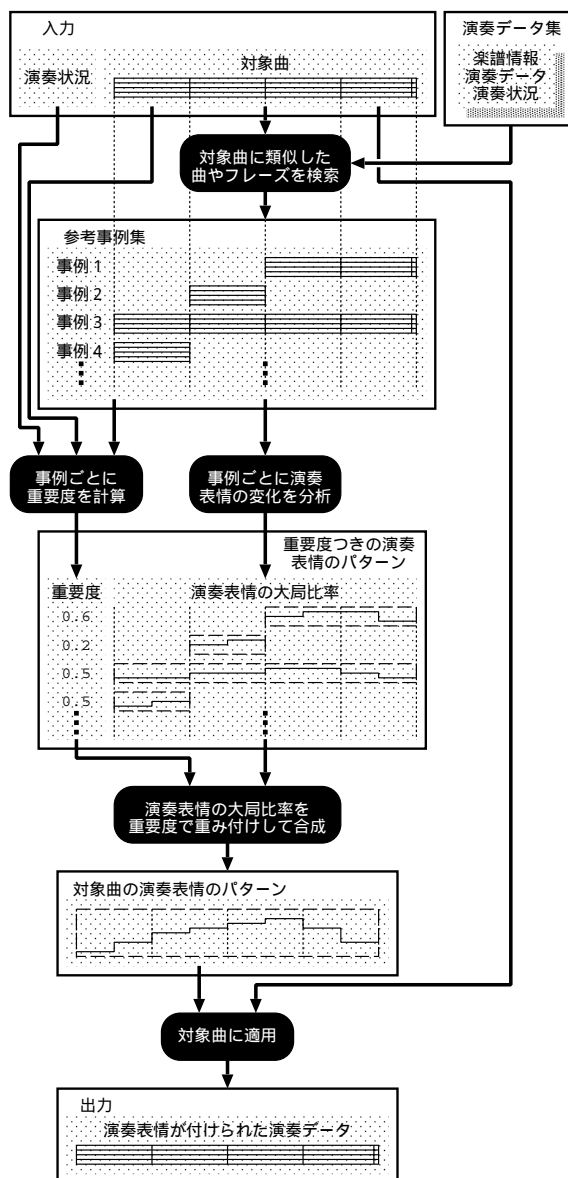 入力
演奏状況
対象曲
演奏データ集
楽譜情報
演奏データ
演奏状況
対象曲に類似した
曲やフレーズを検索
参考事例集
事例 1
事例 2
事例 3
事例 4
事例ごとに
重要度を計算
事例ごとに演奏
表情の変化を分析
重要度つきの演奏
表情のパターン
重要度
演奏表情の大局比率
0.6
0.2
0.5
0.5
演奏表情の大局比率を
重要度で重み付けして合成
対象曲の演奏表情のパターン
対象曲に適用
出力
演奏表情が付けられた演奏データ